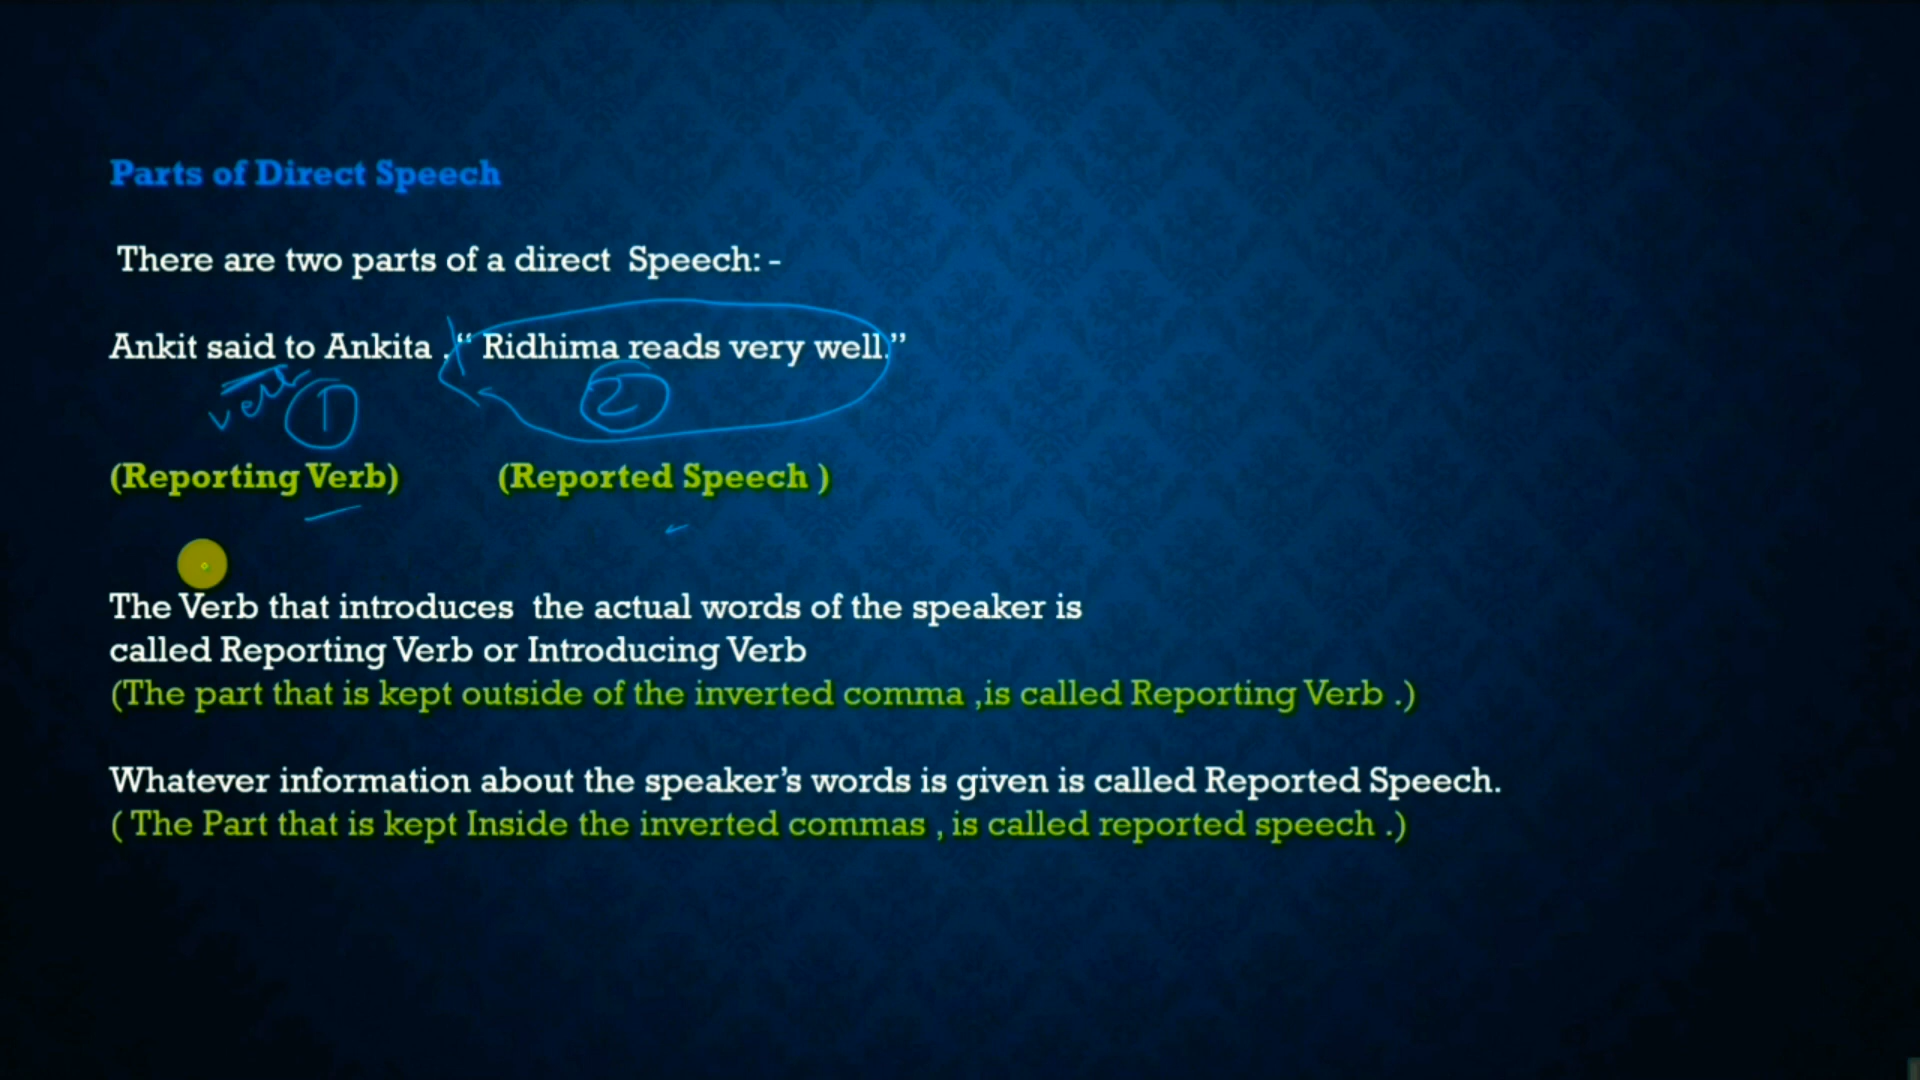 Parts of Direct Speech
There are two parts of a direct Speech: -
Ankit said to Ankita , “ Ridhima reads very well.”
verb 1 2
(Reporting Verb) (Reported Speech )
The Verb that introduces the actual words of the speaker is
called Reporting Verb or Introducing Verb
(The part that is kept outside of the inverted comma ,is called Reporting Verb .)
Whatever information about the speaker’s words is given is called Reported Speech.
( The Part that is kept Inside the inverted commas , is called reported speech .)